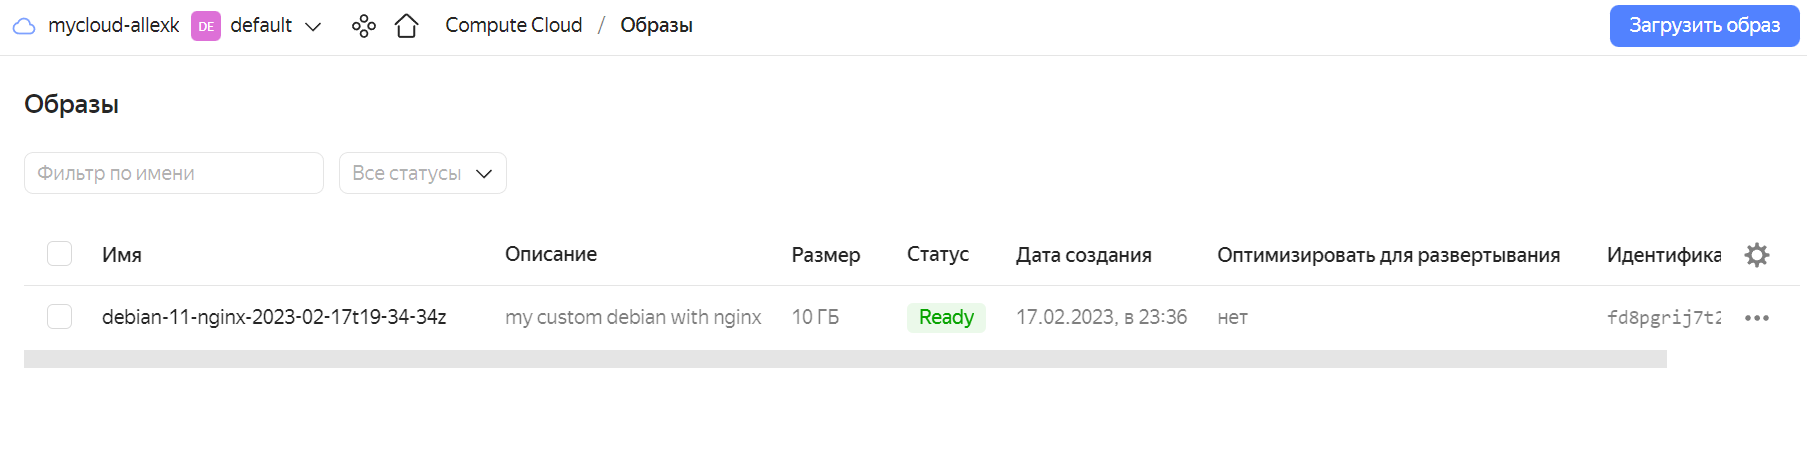 mycloud-allexk DE default Compute Cloud / Образы Загрузить образ
Образы
Фильтр по имени Все статусы
Имя Описание Размер Статус Дата создания Оптимизировать для развертывания Идентифика
debian-11-nginx-2023-02-17t19-34-34z my custom debian with nginx 10 ГБ Ready 17.02.2023, в 23:36 нет fd8pgrij7t2